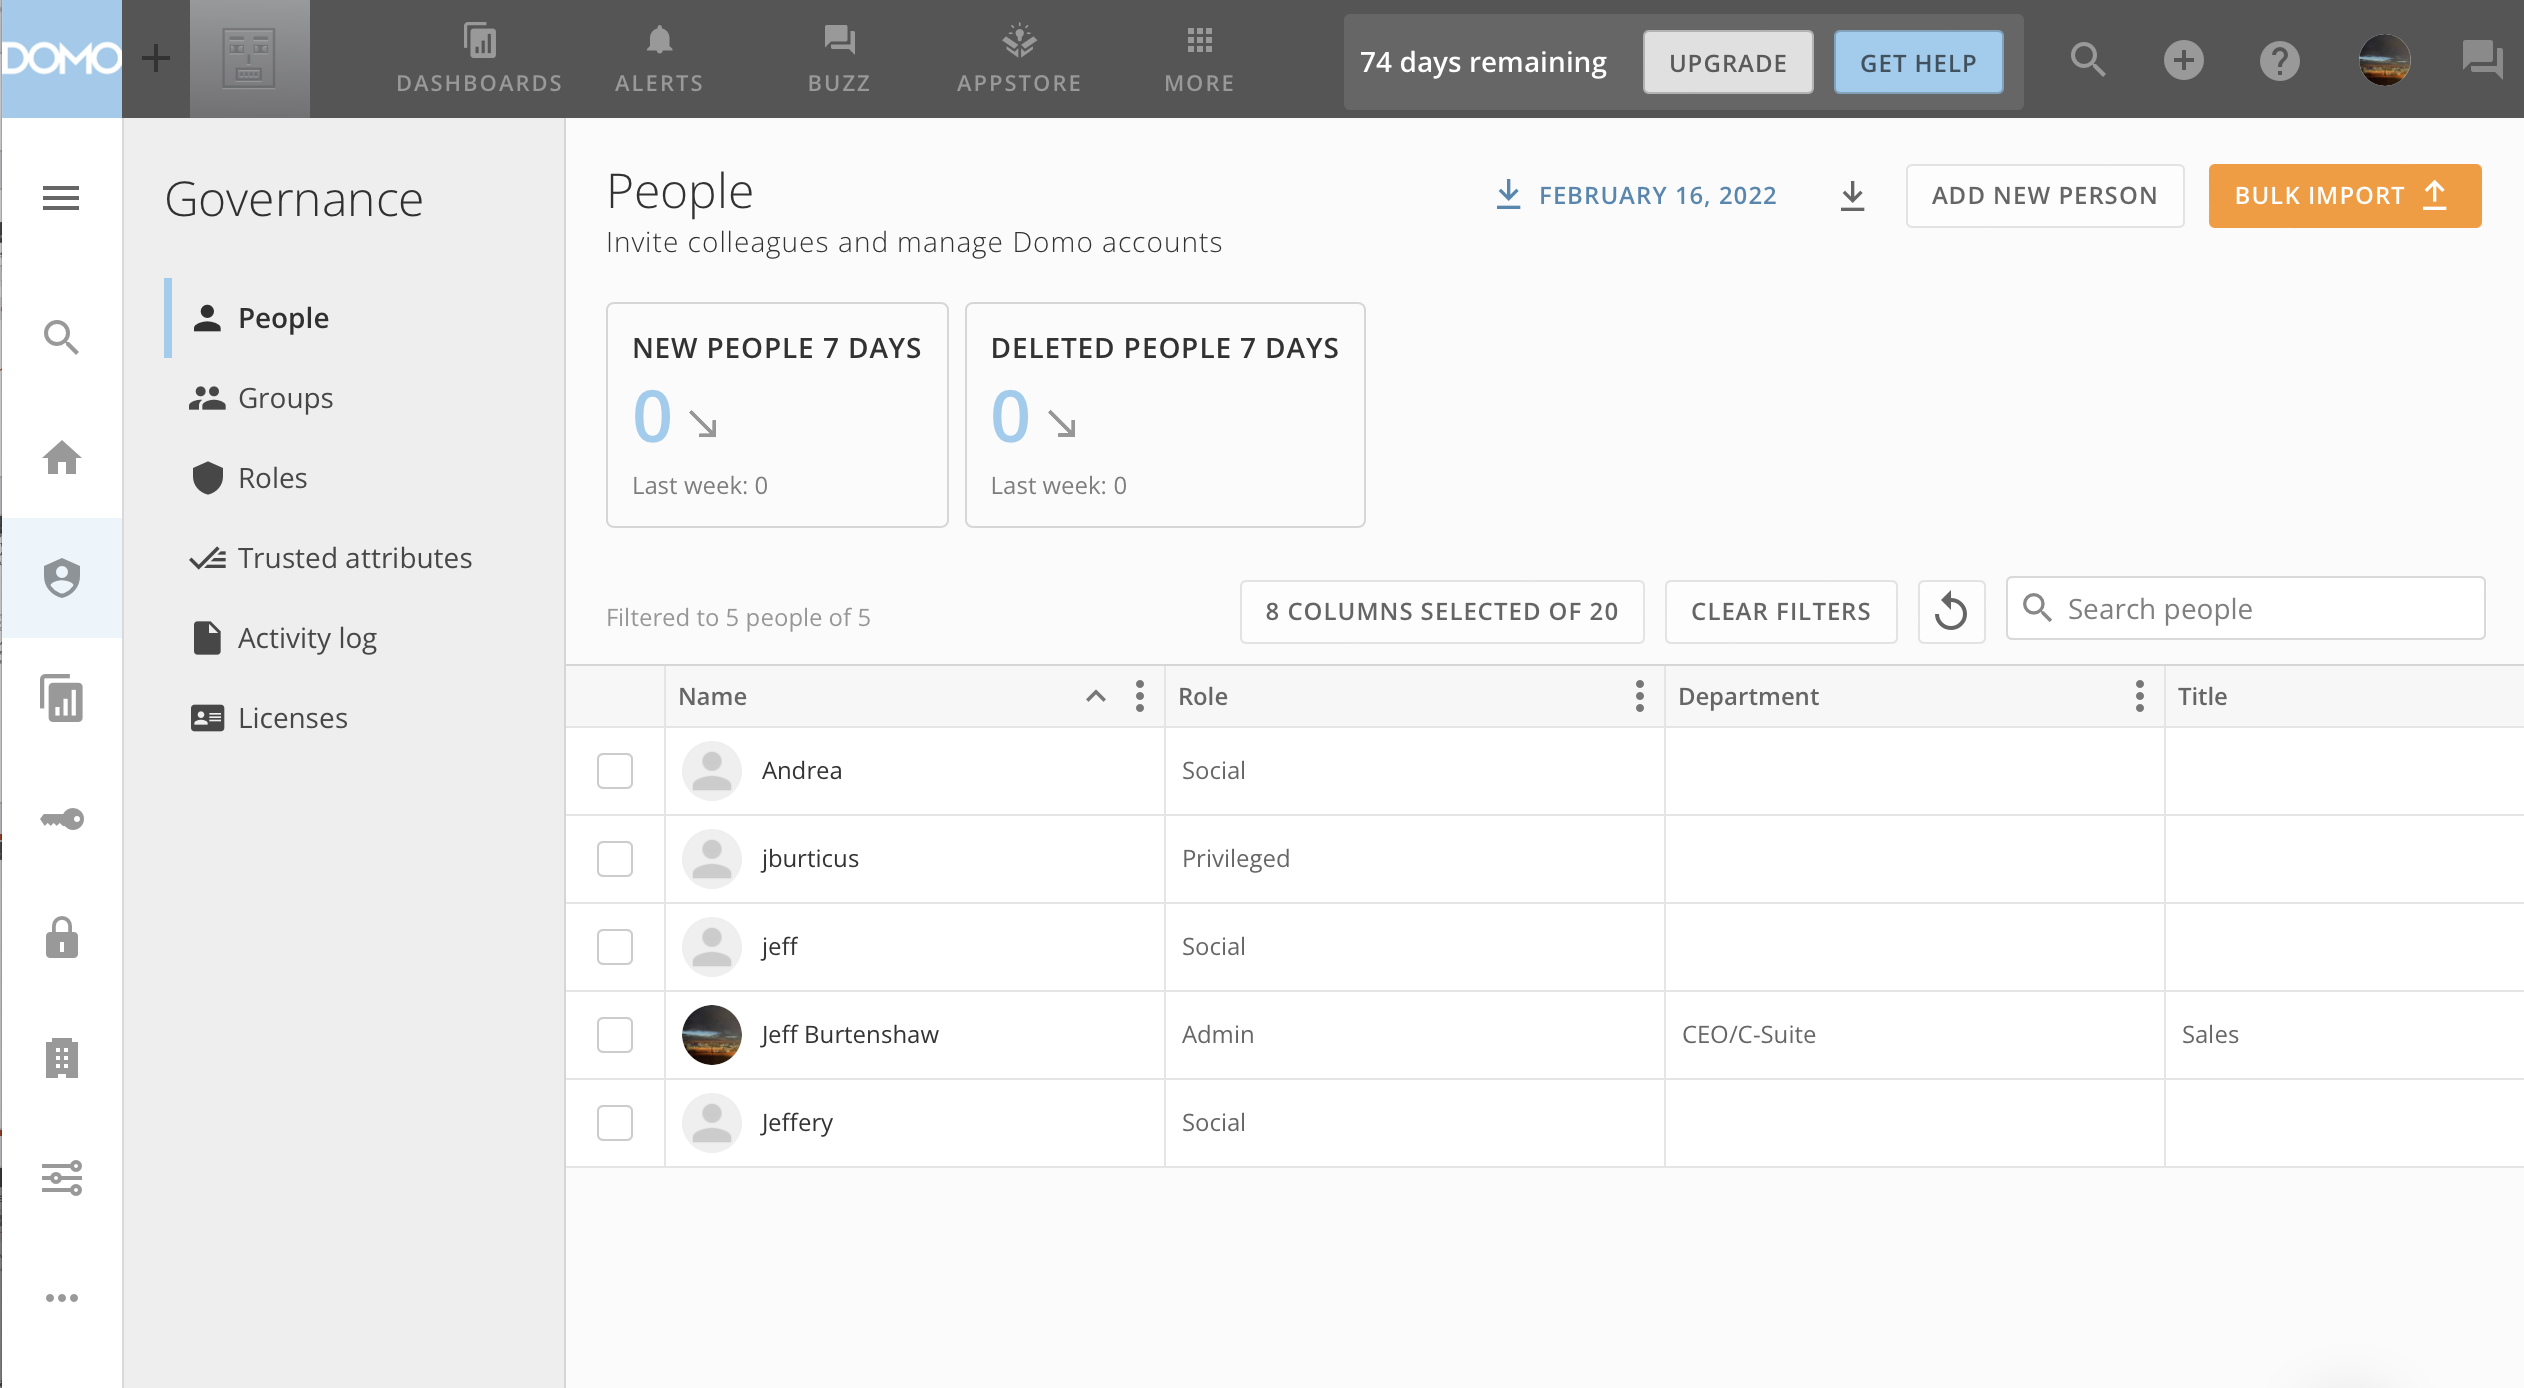 DOMO
DASHBOARDS
ALERTS
BUZZ
APPSTORE
MORE
74 days remaining
UPGRADE
GET HELP
Governance
People
Groups
Roles
Trusted attributes
Activity log
Licenses
People
Invite colleagues and manage Domo accounts
FEBRUARY 16, 2022
ADD NEW PERSON
BULK IMPORT
NEW PEOPLE 7 DAYS
0
Last week: 0
DELETED PEOPLE 7 DAYS
0
Last week: 0
Filtered to 5 people of 5
8 COLUMNS SELECTED OF 20
CLEAR FILTERS
Search people
Name Role Department Title
Andrea Social
jburticus Privileged
jeff Social
Jeff Burtenshaw Admin CEO/C-Suite Sales
Jeffery Social